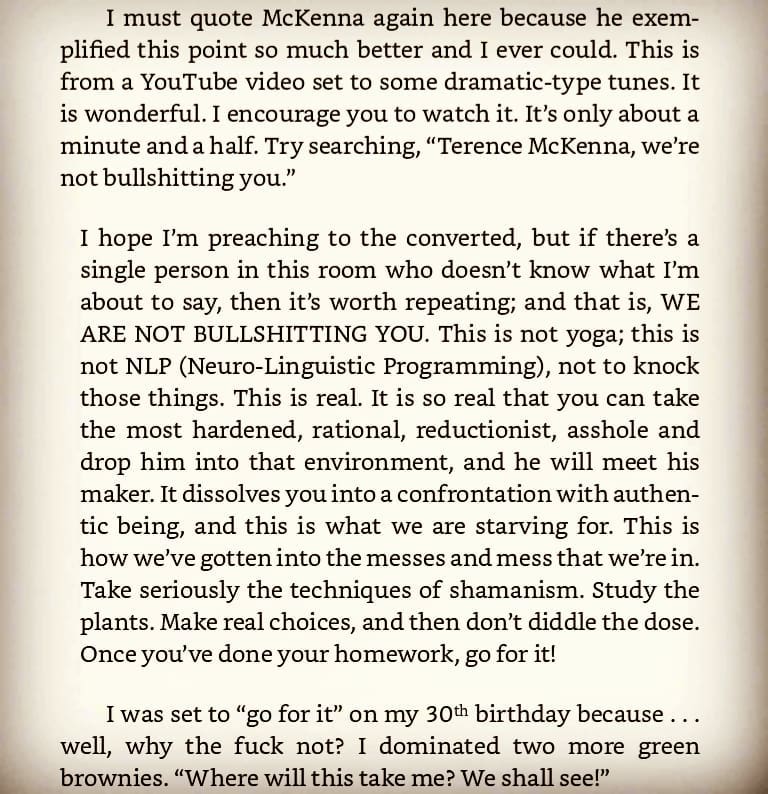 I must quote McKenna again here because he exem-
plified this point so much better and I ever could. This is
from a YouTube video set to some dramatic-type tunes. It
is wonderful. I encourage you to watch it. It's only about a
minute and a half. Try searching, “Terence McKenna, we're
not bullshitting you.”
I hope I'm preaching to the converted, but if there's a
single person in this room who doesn't know what I'm
about to say, then it's worth repeating; and that is, WE
ARE NOT BULLSHITTING YOU. This is not yoga; this is
not NLP (Neuro-Linguistic Programming), not to knock
those things. This is real. It is so real that you can take
the most hardened, rational, reductionist, asshole and
drop him into that environment, and he will meet his
maker. It dissolves you into a confrontation with authen-
tic being, and this is what we are starving for. This is
how we've gotten into the messes and mess that we're in.
Take seriously the techniques of shamanism. Study the
plants. Make real choices, and then don't diddle the dose.
Once you've done your homework, go for it!
I was set to “go for it” on my 30th birthday because . . .
well, why the fuck not? I dominated two more green
brownies. “Where will this take me? We shall see!”